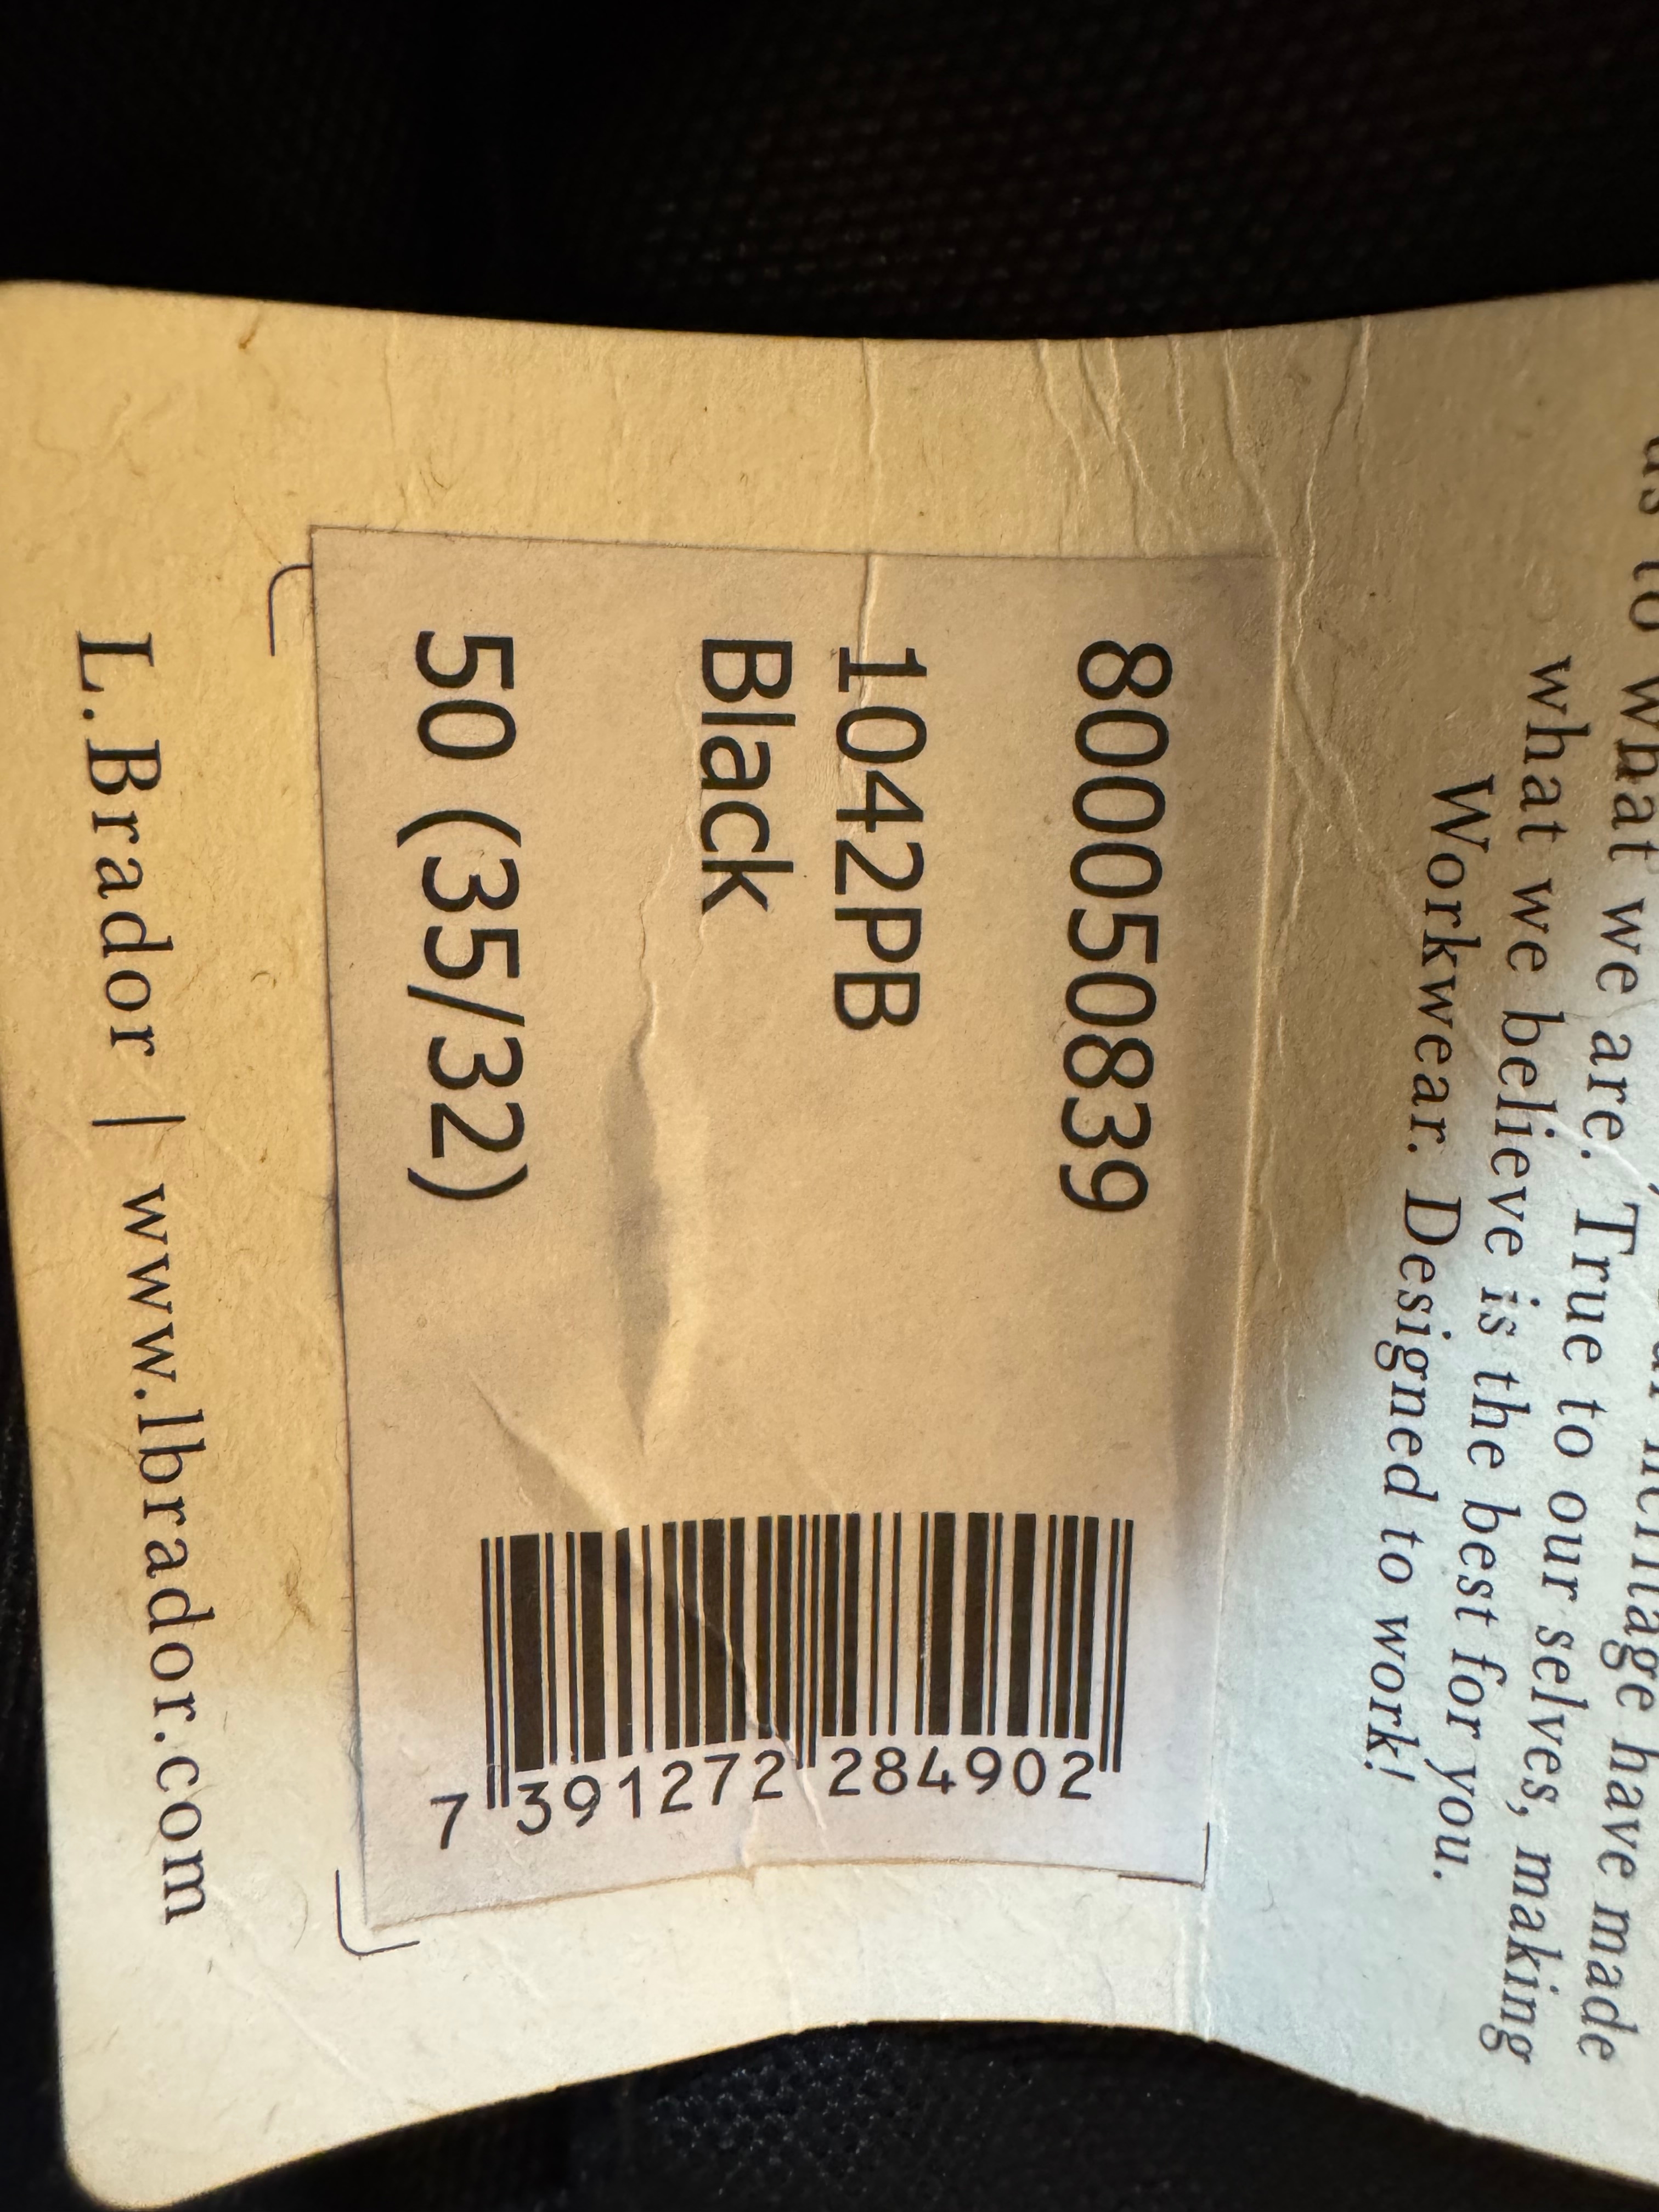 what we are. True to our selves, making
what we believe is the best for you.
Workwear. Designed to work!
800050839
1042PB
Black
50 (35/32)
7 391272 284902
L.Brador | www.lbrador.com